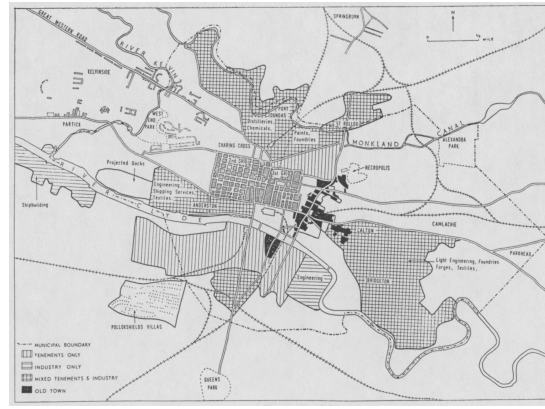 SPRINGBURN
N
GREAT WESTERN ROAD
RIVER KELVIN
KELVINSIDE
PORT
DUNDAS
Distilleries,
Chemicals,
Paints,
Foundries
ST ROLLOX
MONKLAND CANAL
ALEXANDRA
PARK
PARTICK
WEST
END
PARK
CHARING CROSS
NECROPOLIS
Projected Docks
Engineering
Shipping Services,
Textiles.
ANDERSTON
RIVER CLYDE
Shipbuilding
CALTON
CAMLACHIE
PARKHEAD
Light Engineering, Foundries
Forges, Textiles,
BRIDGETON
Engineering
POLLOKSHIELDS VILLAS
QUEENS
PARK
MUNICIPAL BOUNDARY
TENEMENTS ONLY
INDUSTRY ONLY
MIXED TENEMENTS & INDUSTRY
OLD TOWN